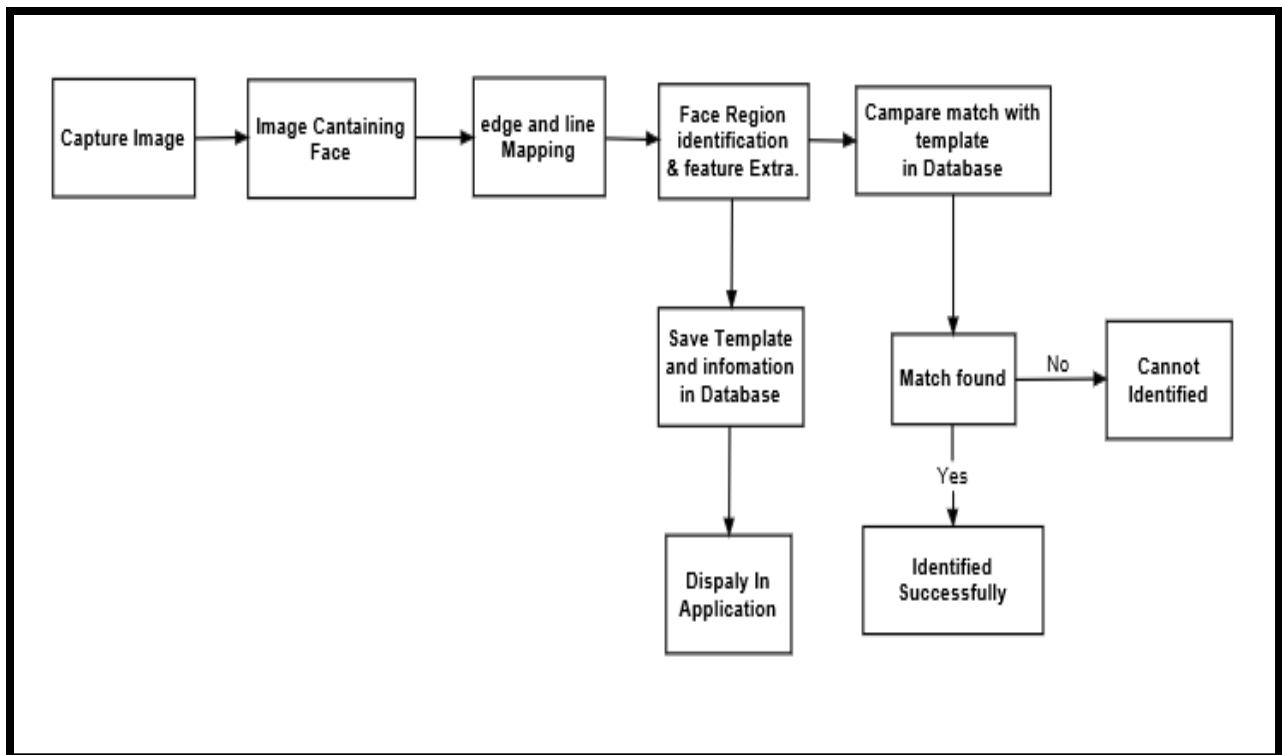 Capture Image
Image Cantaining
Face
edge and line
Mapping
Face Region
identification
& feature Extra.
Campare match with
template
in Database
Save Template
and infomation
in Database
Match found
No
Cannot
Identified
Yes
Dispaly In
Application
Identified
Successfully